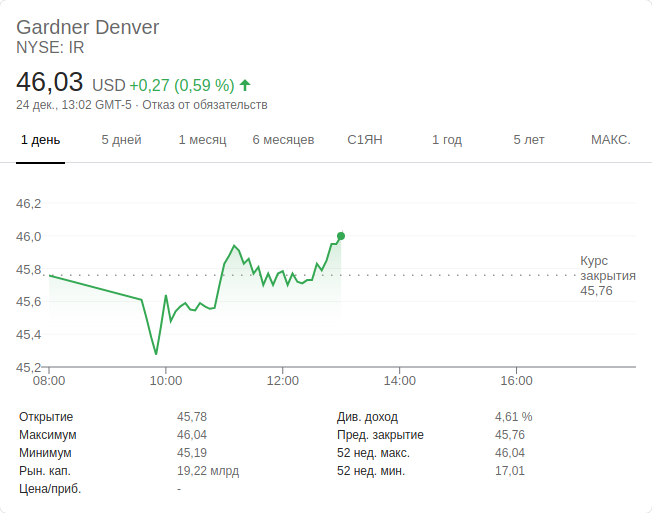 Gardner Denver
NYSE: IR
46,03 USD +0,27 (0,59 %)
24 дек., 13:02 GMT-5 · Отказ от обязательств
1 день 5 дней 1 месяц 6 месяцев С1ЯН 1 год 5 лет МАКС.
46,2
46,0
45,8
45,6
45,4
45,2
Курс
закрытия
45,76
08:00 10:00 12:00 14:00 16:00
Открытие 45,78 Див. доход 4,61 %
Максимум 46,04 Пред. закрытие 45,76
Минимум 45,19 52 нед. макс. 46,04
Рын. кап. 19,22 млрд 52 нед. мин. 17,01
Цена/приб. -